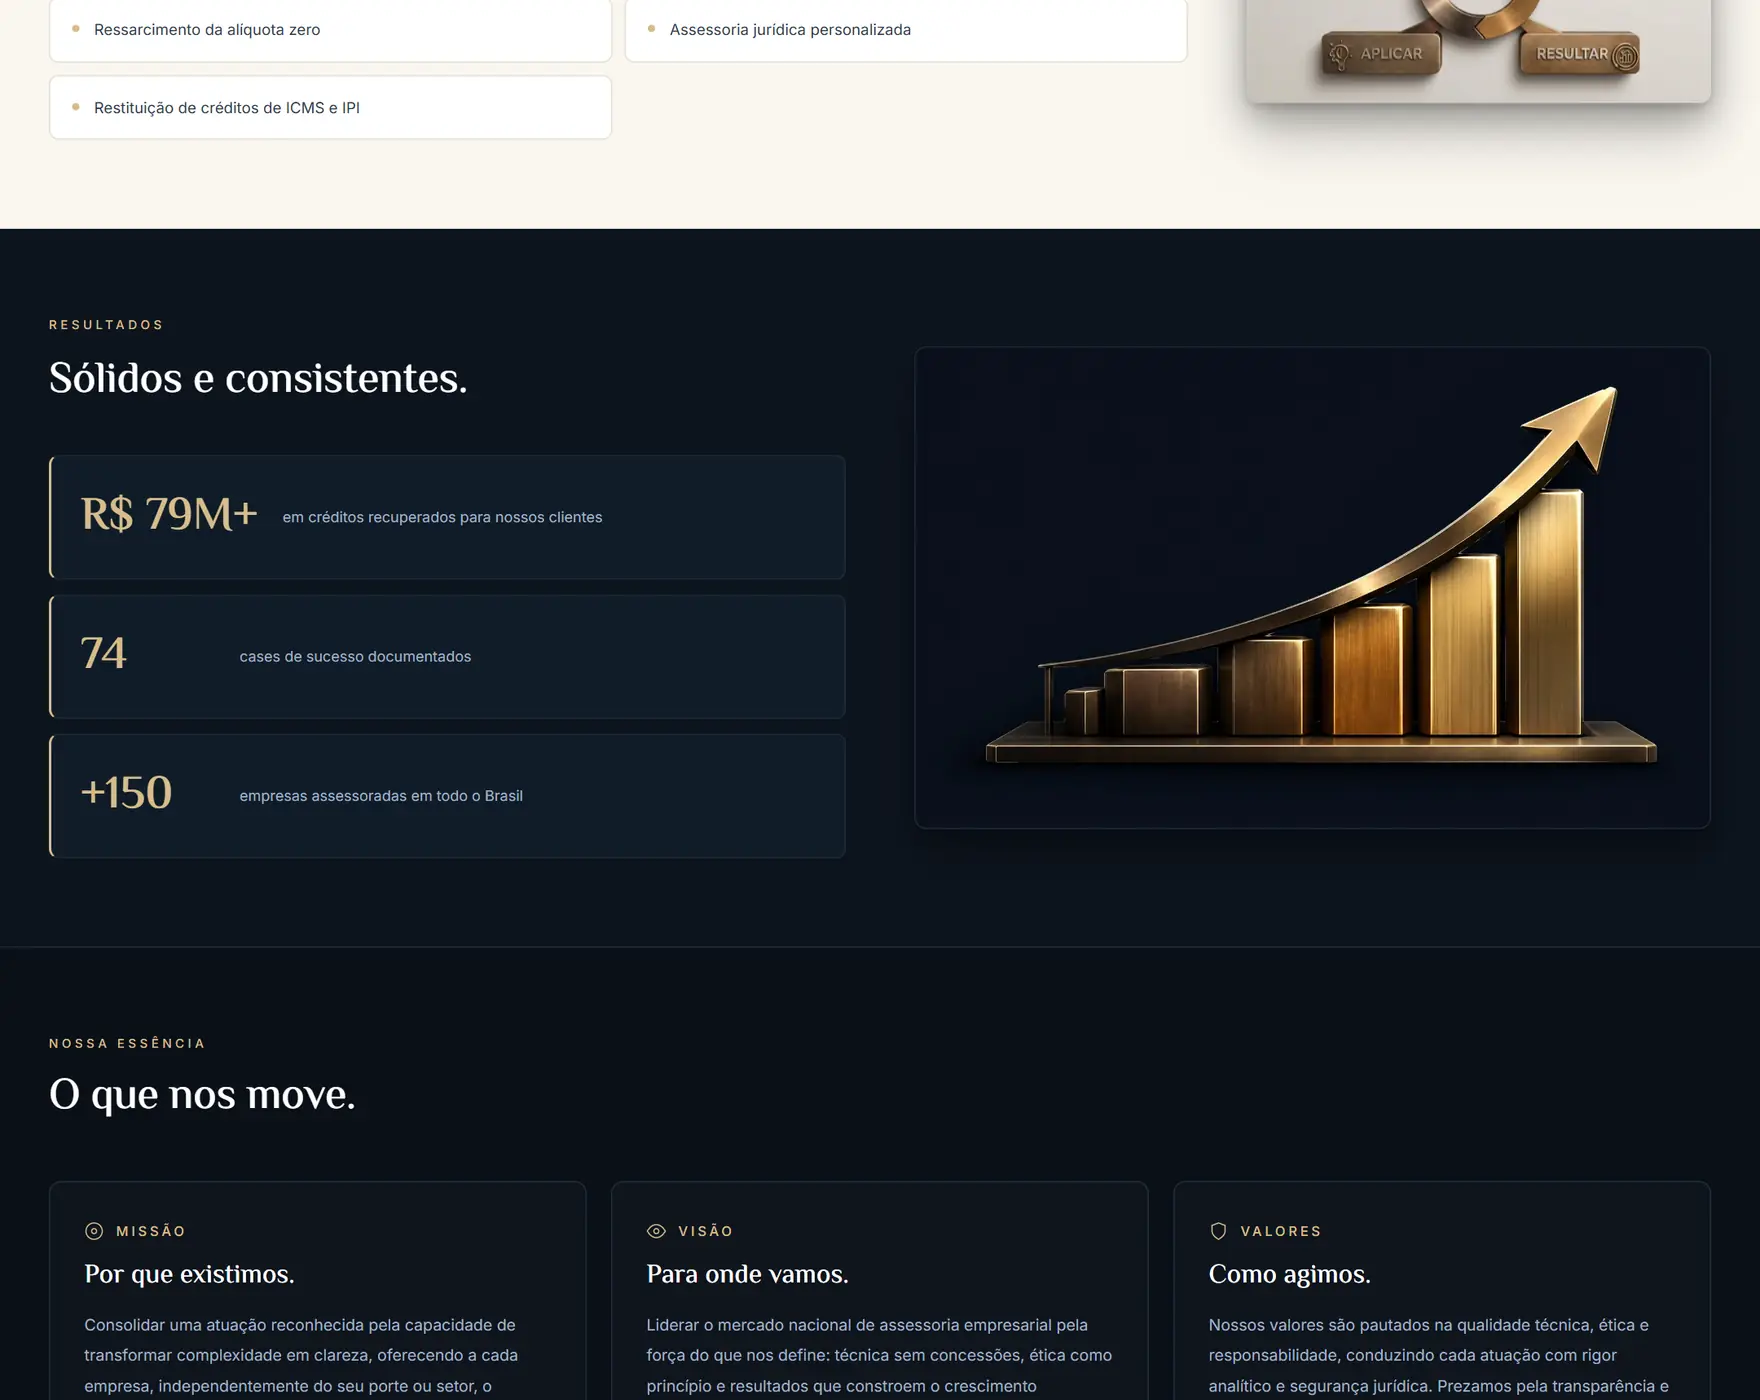 Ressarcimento da alíquota zero
Assessoria jurídica personalizada
Restituição de créditos de ICMS e IPI
APLICAR
RESULTAR
RESULTADOS
Sólidos e consistentes.
R$ 79M+
em créditos recuperados para nossos clientes
74
cases de sucesso documentados
+150
empresas assessoradas em todo o Brasil
NOSSA ESSÊNCIA
O que nos move.
MISSÃO
Por que existimos.
Consolidar uma atuação reconhecida pela capacidade de
transformar complexidade em clareza, oferecendo a cada
empresa, independentemente do seu porte ou setor, o
VISÃO
Para onde vamos.
Liderar o mercado nacional de assessoria empresarial pela
força do que nos define: técnica sem concessões, ética como
princípio e resultados que constroem o crescimento
VALORES
Como agimos.
Nossos valores são pautados na qualidade técnica, ética e
responsabilidade, conduzindo cada atuação com rigor
analítico e segurança jurídica. Prezamos pela transparência e